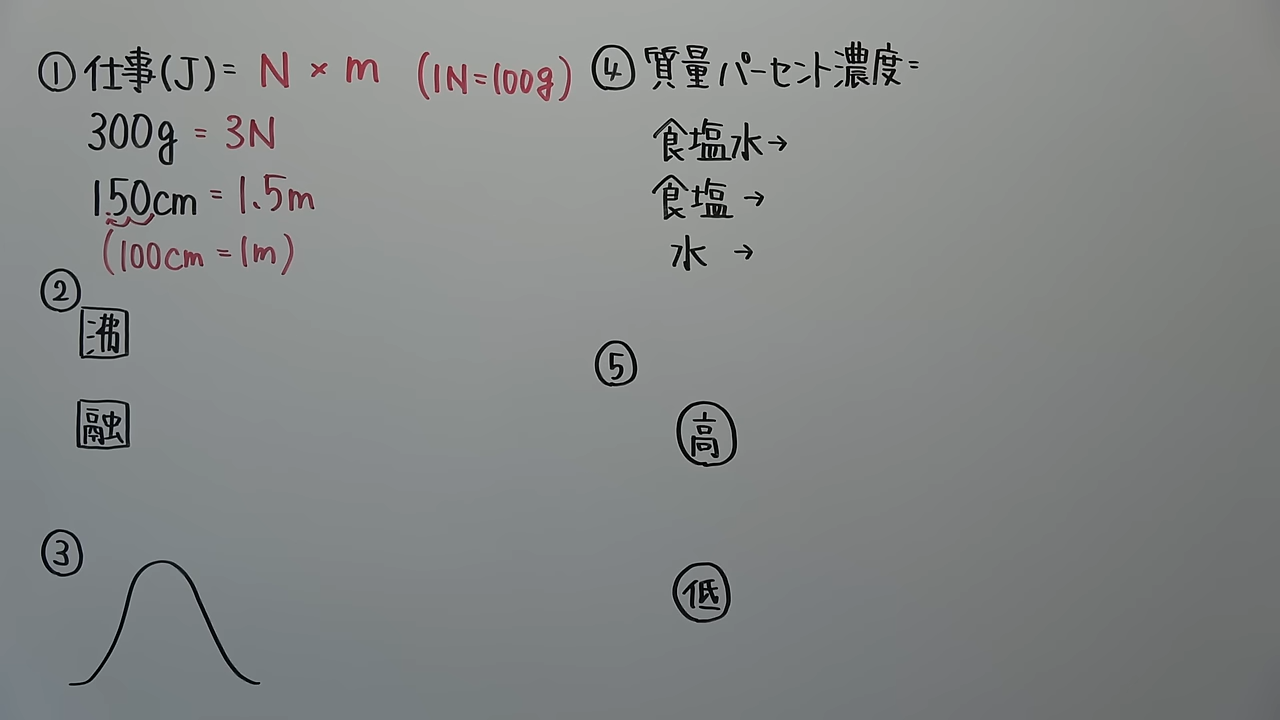 ① 仕事(J)= N × m (1N=100g)
300g = 3N
150cm = 1.5m
(100cm = 1m)
②
沸
融
③
④ 質量パーセント濃度=
食塩水→
食塩→
水→
⑤
高
低